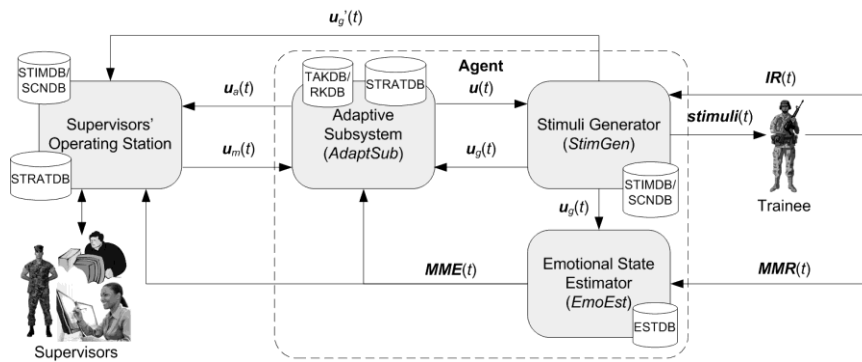 u_g'(t)
STIMDB/
SCNDB
Supervisors'
Operating Station
STRATDB
u_a(t)
u_m(t)
TAKDB/
RKDB
STRATDB
Adaptive
Subsystem
(AdaptSub)
Agent
u(t)
u_g(t)
Stimuli Generator
(StimGen)
STIMDB/
SCNDB
IR(t)
stimuli(t)
Trainee
u_g(t)
MME(t)
Emotional State
Estimator
(EmoEst)
ESTDB
MMR(t)
Supervisors